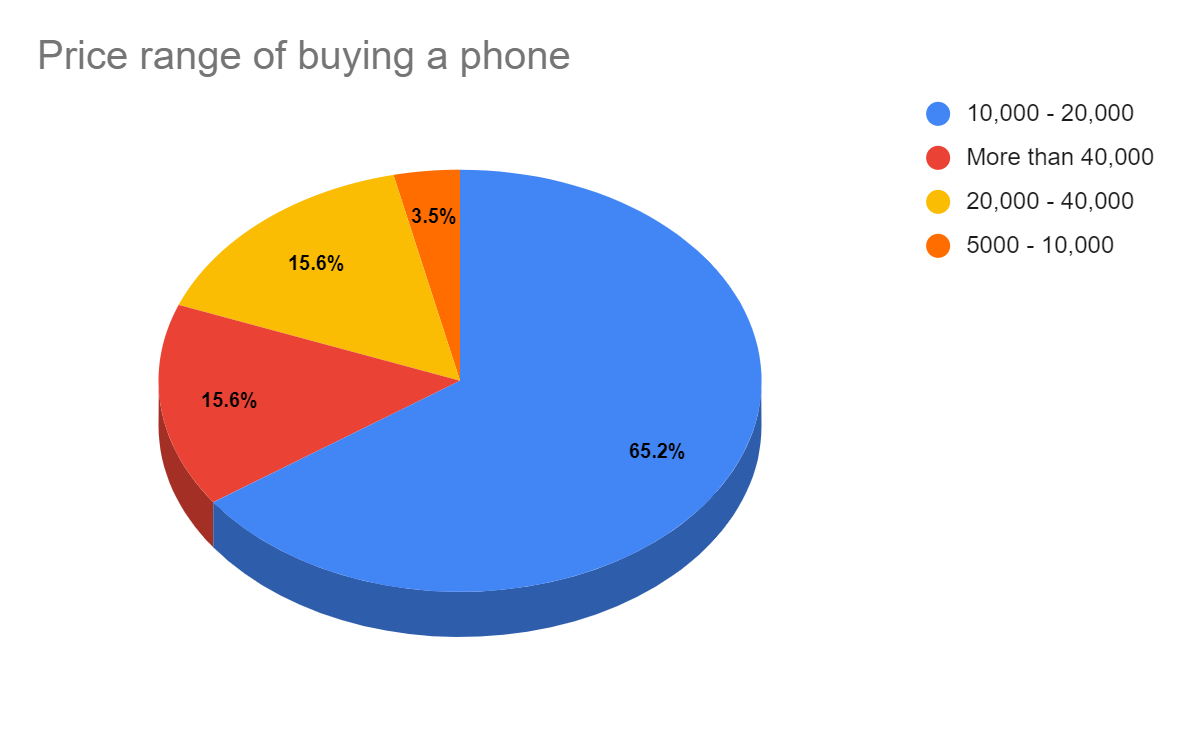 Price range of buying a phone
10,000 - 20,000
More than 40,000
20,000 - 40,000
5000 - 10,000
3.5%
15.6%
15.6%
65.2%